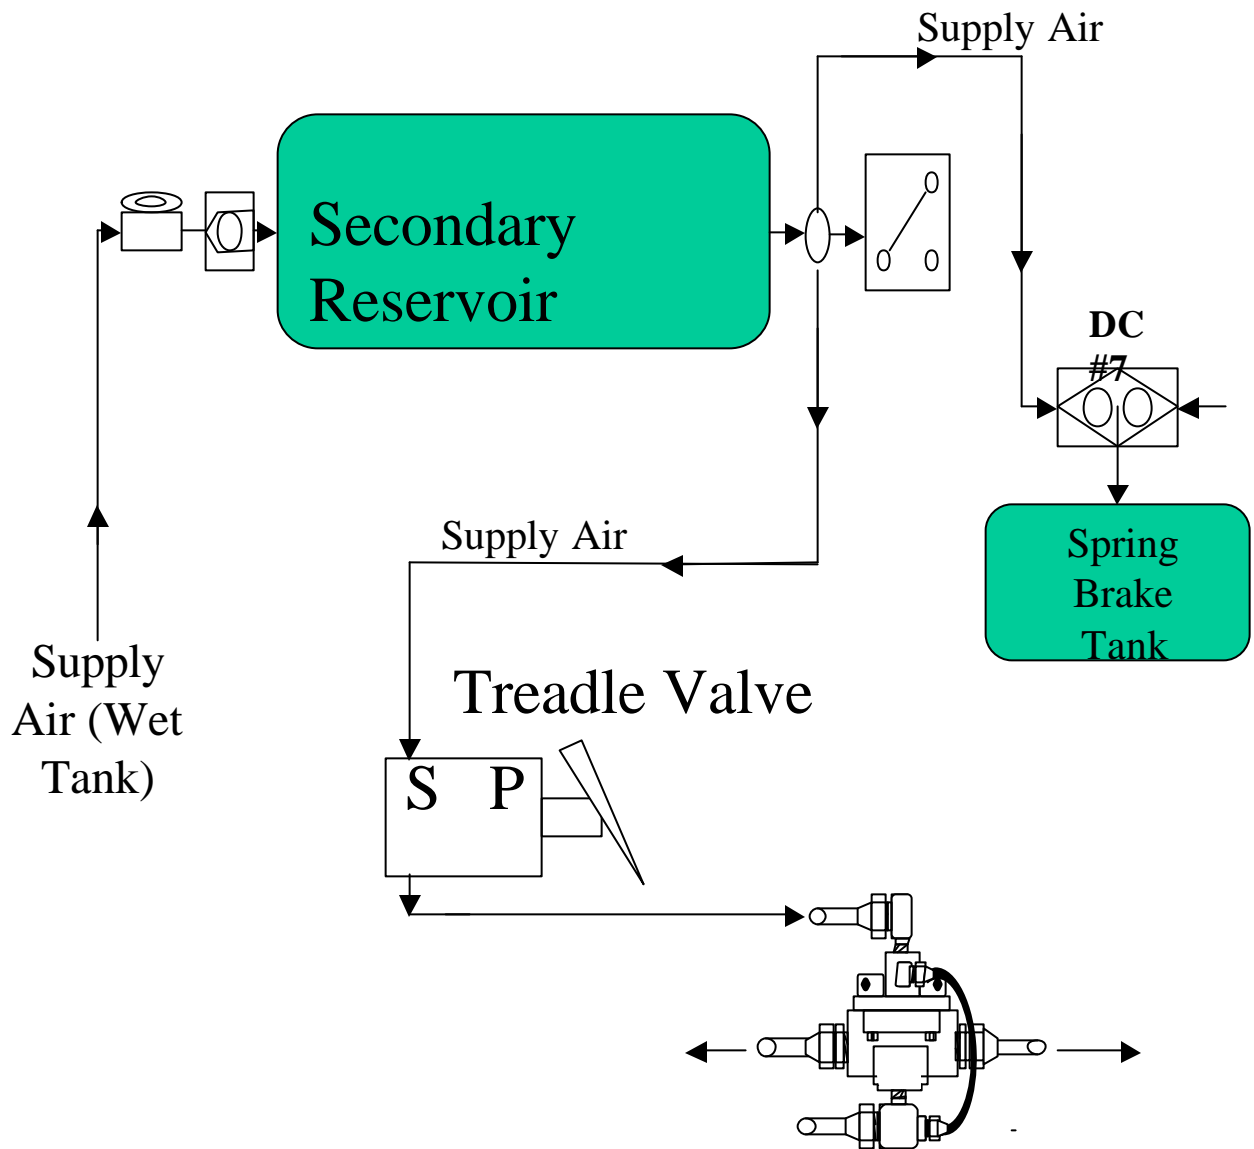 Supply Air
Secondary
Reservoir
DC
#7
Supply Air
Spring
Brake
Tank
Supply
Air (Wet
Tank)
Treadle Valve
S P
-